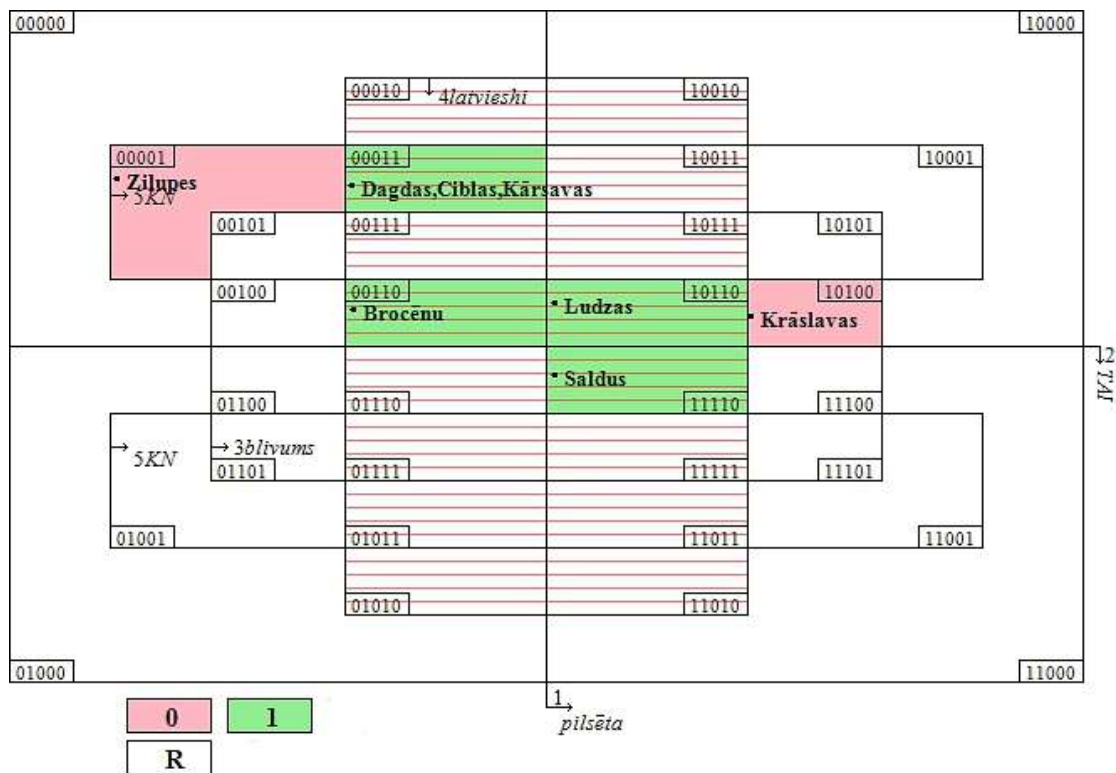 00000 10000
00010 4latvieshi 10010
00001 00011 10011 10001
Zilupes Dagdas,Ciblas,Kārsavas
5KN
00101 00111 10111 10101
00100 00110 10110 10100
Brocēnu Ludzas Krāslavas
2
TAI
Saldus
01100 01110 11110 11100
5KN 3blivums
01101 01111 11111 11101
01001 01011 11011 11001
01010 11010
01000 11000
1
pilsēta
0 1
R